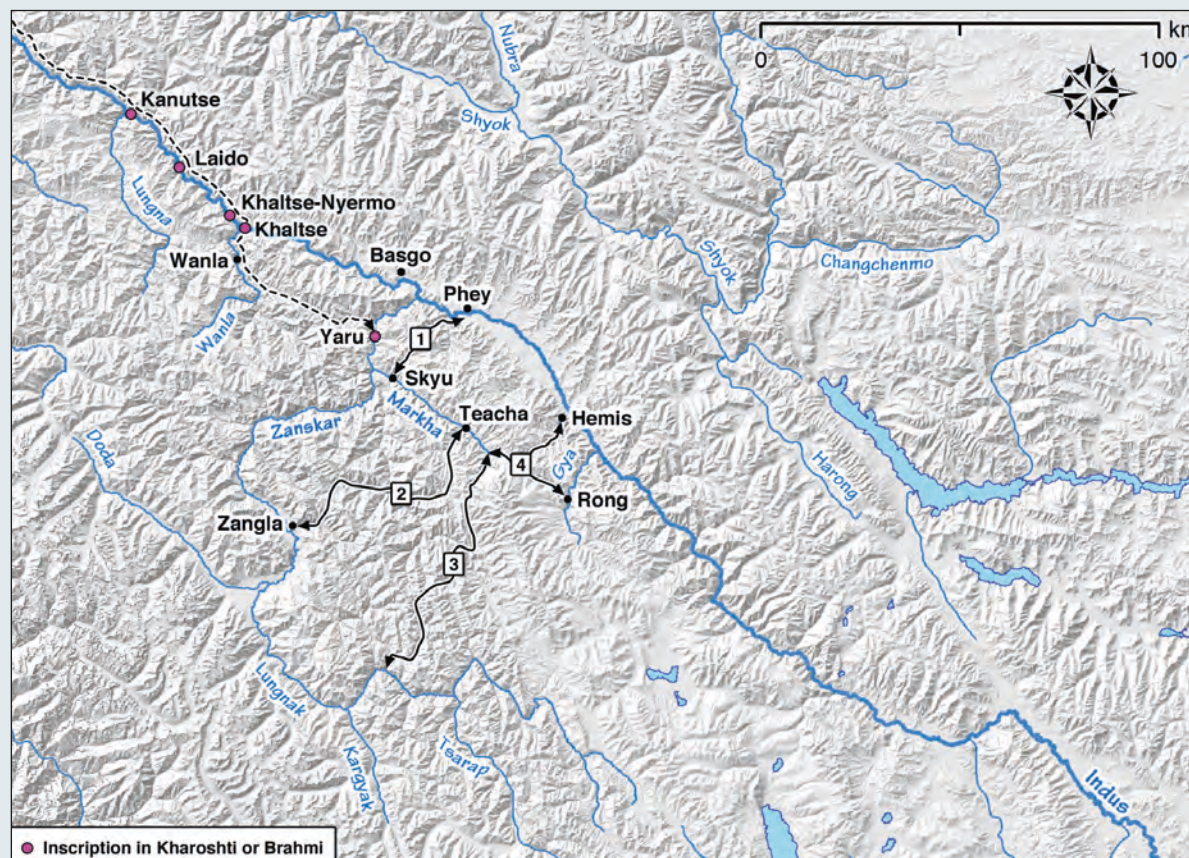 km
0
100
Nubra
Shyok
Kanutse
Laido
Lungna
Khaltse-Nyermo
Khaltse
Wanla
Basgo
Shyok
Changchenmo
Phey
Wanla
Yaru
1
Skyu
Markha
Teacha
Hemis
Zanskar
Doda
4
Gya
Harong
2
Rong
Zangla
3
Lungnak
Kargyak
Tsarap
Indus
Inscription in Kharoshti or Brahmi